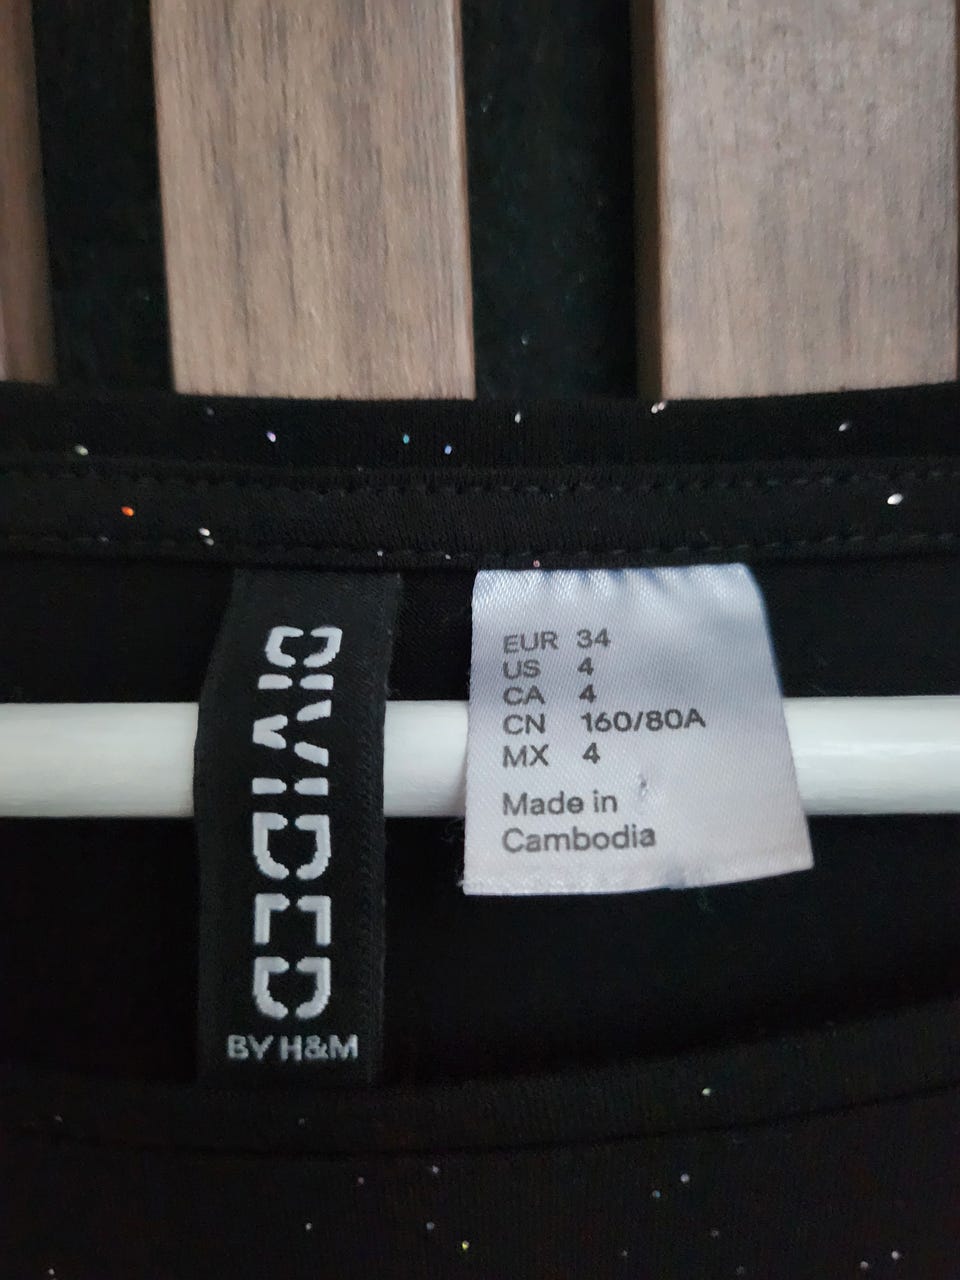 DIVIDED
BY H&M
EUR 34
US 4
CA 4
CN 160/80A
MX 4
Made in
Cambodia